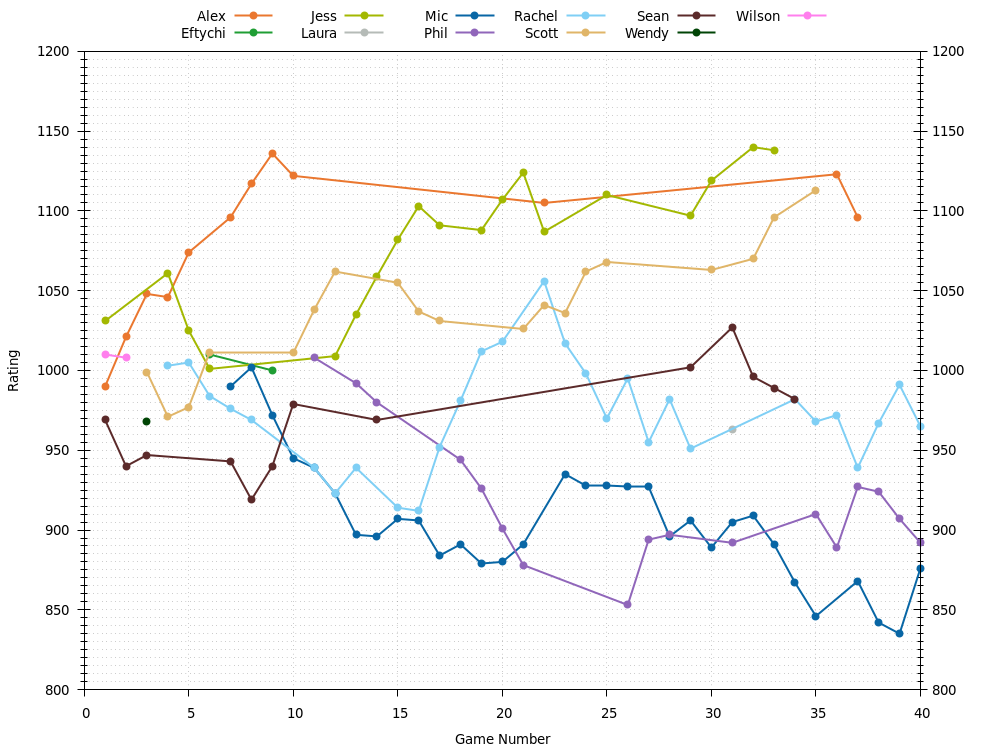 Alex Jess Mic Rachel Sean Wilson
Eftychi Laura Phil Scott Wendy
1200 1200
1150 1150
1100 1100
1050 1050
1000 1000
950 950
900 900
850 850
800 800
Rating
0 5 10 15 20 25 30 35 40
Game Number